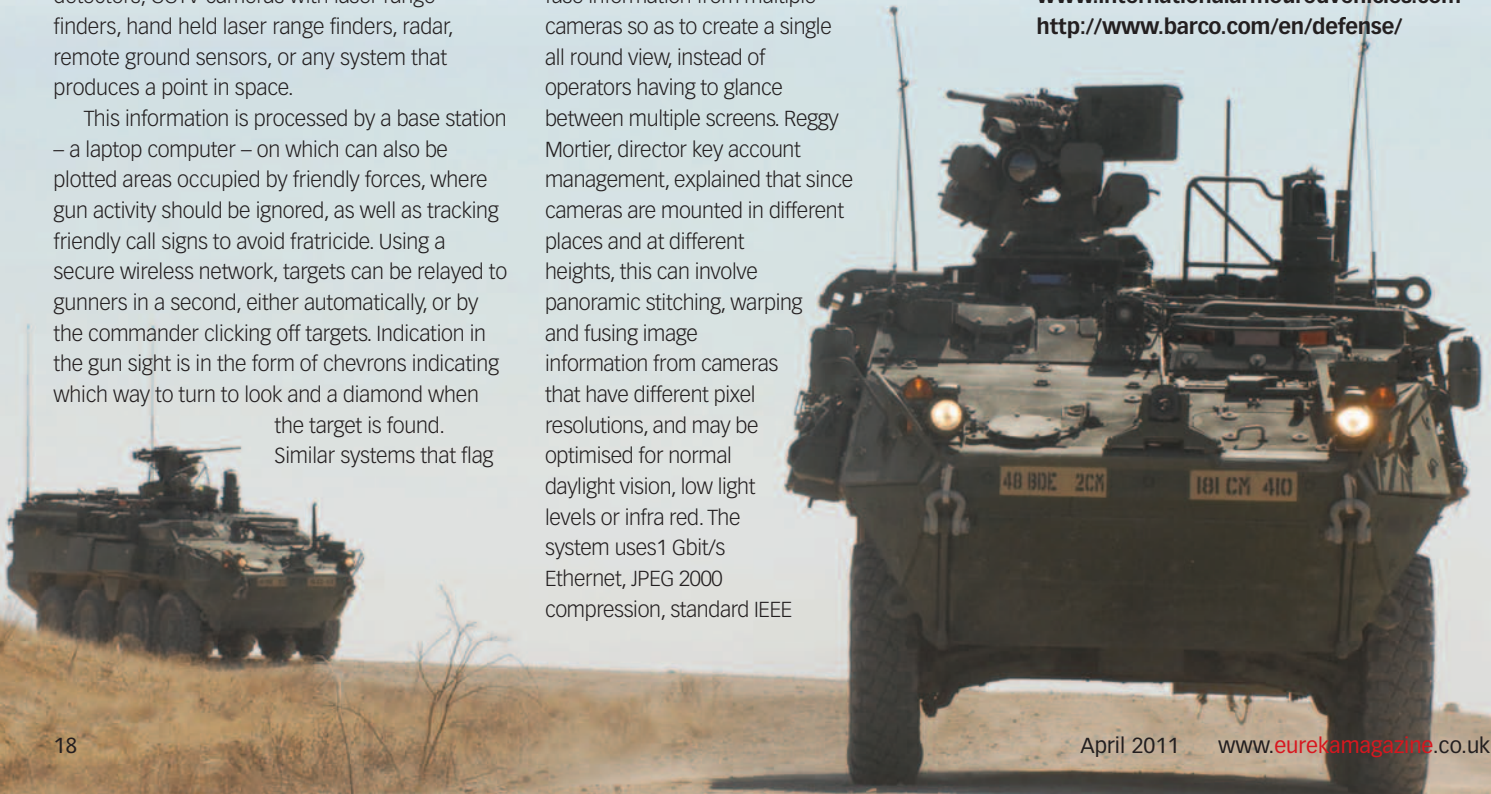 finders, hand held laser range finders, radar,
remote ground sensors, or any system that
produces a point in space.
This information is processed by a base station
– a laptop computer – on which can also be
plotted areas occupied by friendly forces, where
gun activity should be ignored, as well as tracking
friendly call signs to avoid fratricide. Using a
secure wireless network, targets can be relayed to
gunners in a second, either automatically, or by
the commander clicking off targets. Indication in
the gun sight is in the form of chevrons indicating
which way to turn to look and a diamond when
the target is found.
Similar systems that flag
cameras so as to create a single
all round view, instead of
operators having to glance
between multiple screens. Reggy
Mortier, director key account
management, explained that since
cameras are mounted in different
places and at different
heights, this can involve
panoramic stitching, warping
and fusing image
information from cameras
that have different pixel
resolutions, and may be
optimised for normal
daylight vision, low light
levels or infra red. The
system uses1 Gbit/s
Ethernet, JPEG 2000
compression, standard IEEE
www.internationalarmouredvehicles.com
http://www.barco.com/en/defense/
48 BDE 2CM
181 CM 410
18
April 2011 www.eurekamagazine.co.uk